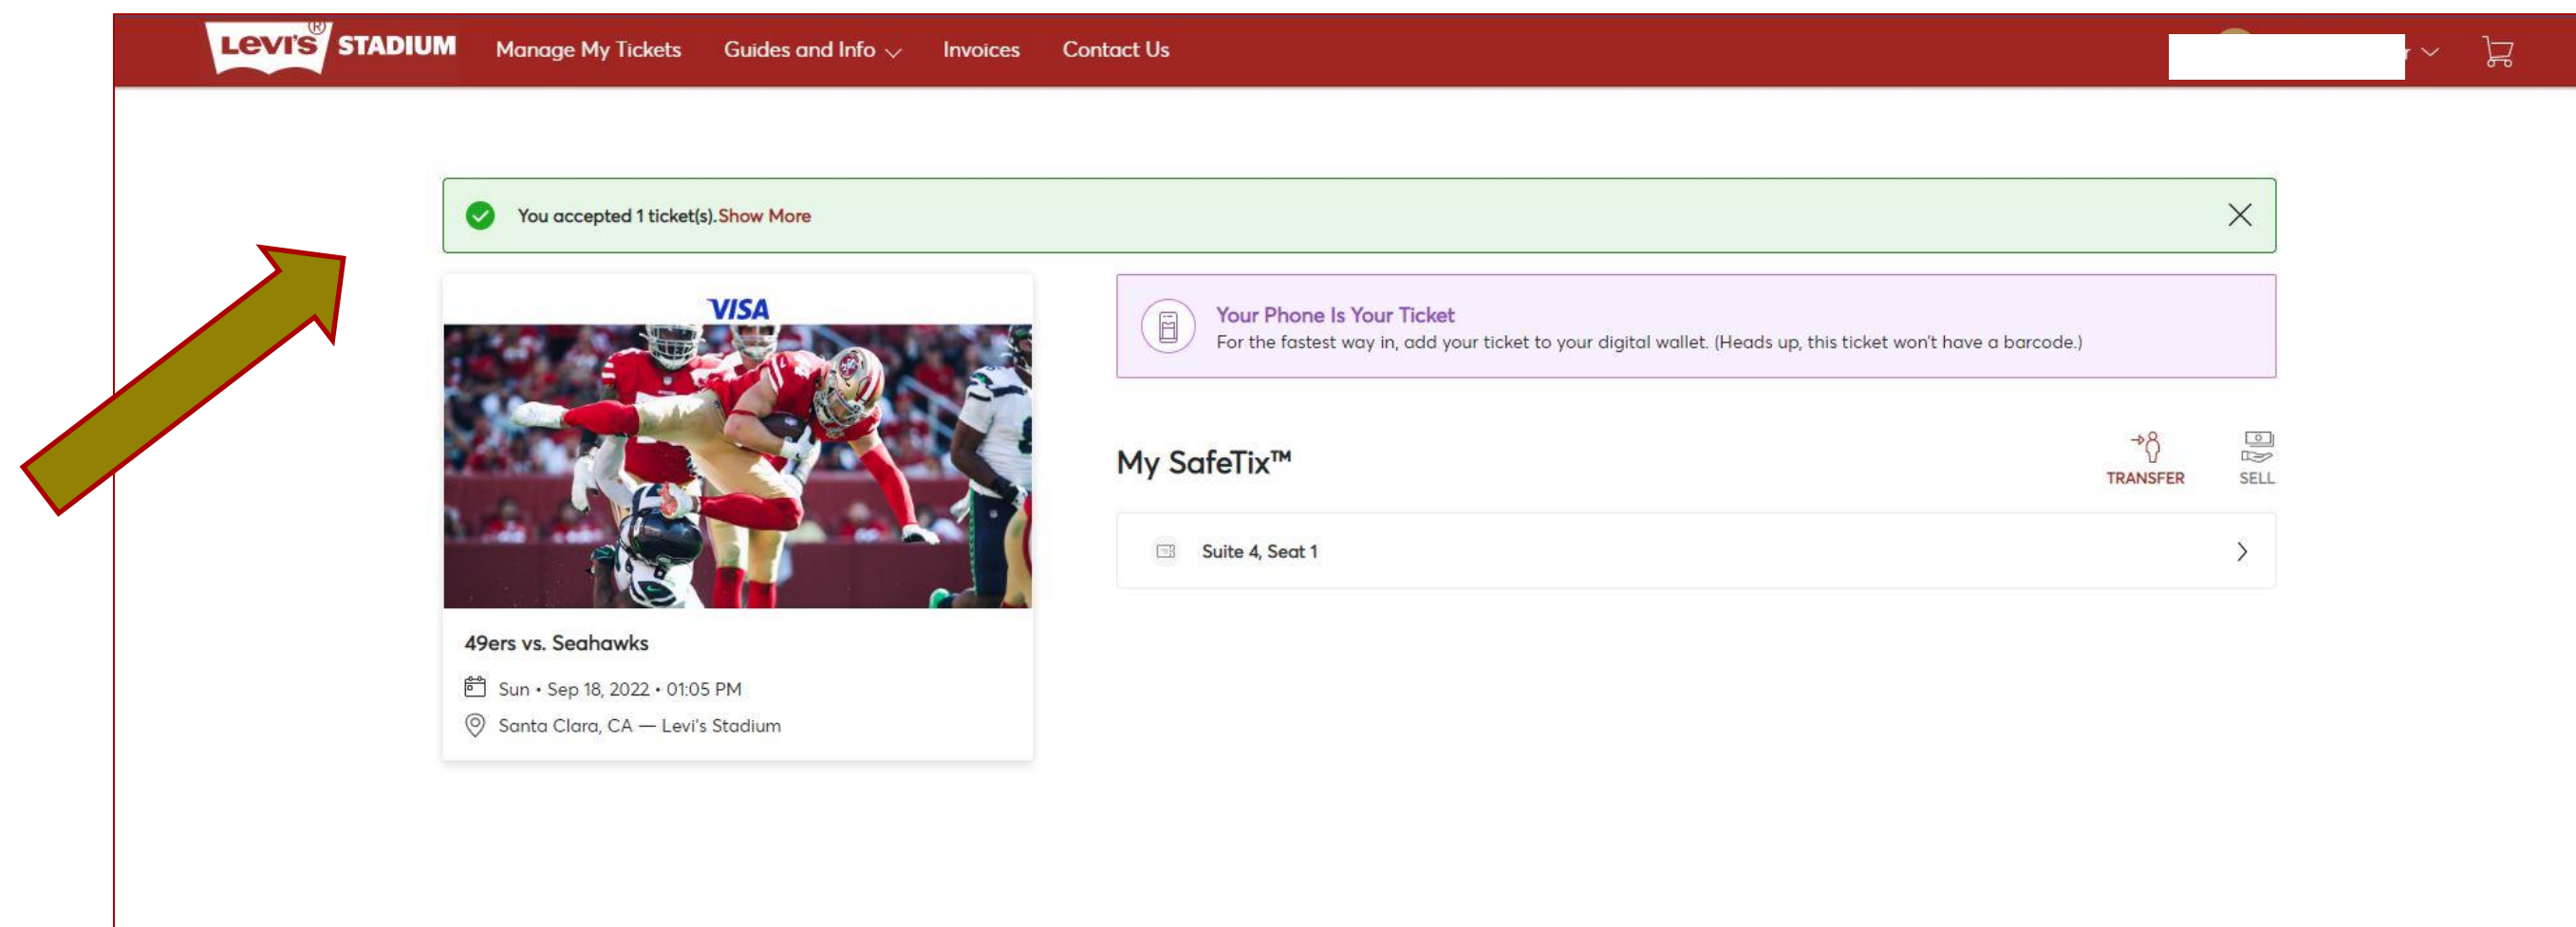 Levi's® STADIUM
Manage My Tickets
Guides and Info
Invoices
Contact Us
You accepted 1 ticket(s). Show More
VISA
Your Phone Is Your Ticket
For the fastest way in, add your ticket to your digital wallet. (Heads up, this ticket won't have a barcode.)
My SafeTix™
TRANSFER
SELL
Suite 4, Seat 1
49ers vs. Seahawks
Sun • Sep 18, 2022 • 01:05 PM
Santa Clara, CA — Levi's Stadium